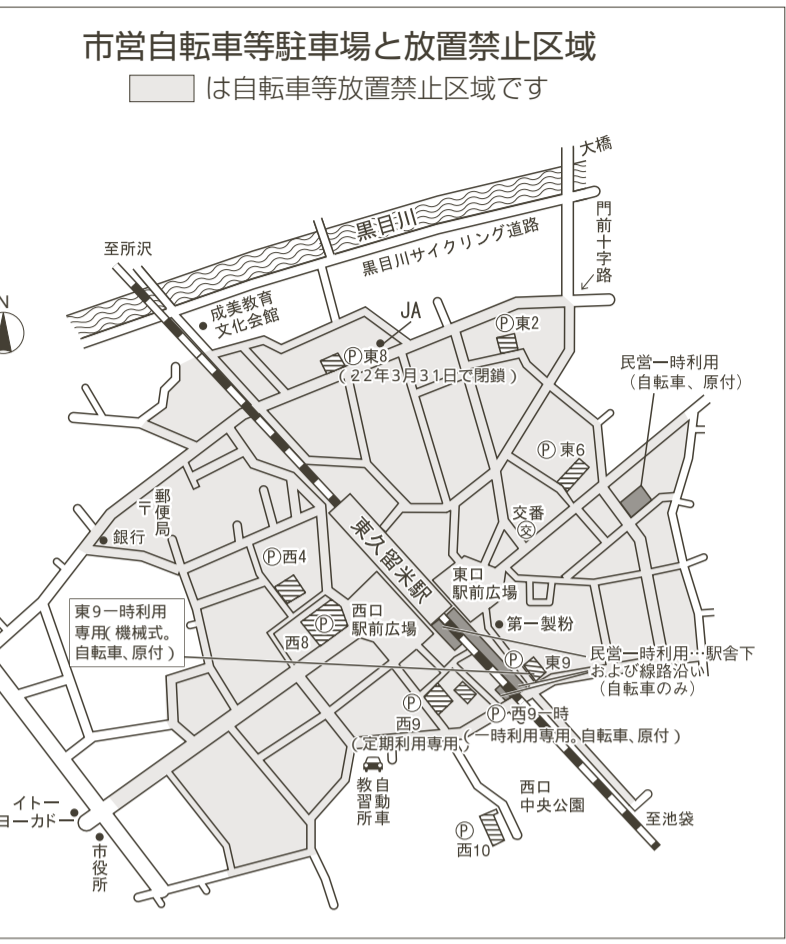 市営自転車等駐車場と放置禁止区域
は自転車等放置禁止区域です
大橋
黒目川
門前十字路
黒目川サイクリング道路
至所沢
N
成美教育
文化会館
JA
Ⓟ東2
Ⓟ東8
(22年3月31日で閉鎖)
民営一時利用
(自転車、原付)
Ⓟ東6
郵便局
〒
銀行
交番
㊋
Ⓟ西4
東久留米駅
東口
駅前広場
東9一時利用
専用(機械式。
自転車、原付)
Ⓟ
西8
西口
駅前広場
第一製粉
民営一時利用…駅舎下
および線路沿い
(自転車のみ)
Ⓟ東9
Ⓟ
西9
(定期利用専用)
Ⓟ西9一時
(一時利用専用。自転車、原付)
自動車
教習所
西口
中央公園
至池袋
イトー
ヨーカドー
市役所
Ⓟ
西10